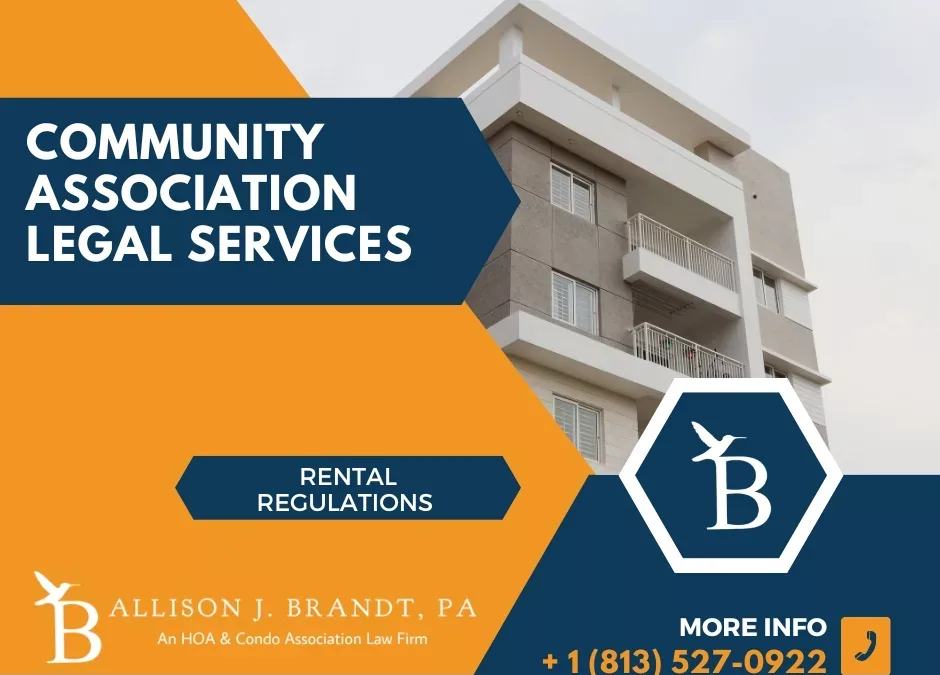 COMMUNITY
ASSOCIATION
LEGAL SERVICES
RENTAL
REGULATIONS
B
B ALLISON J. BRANDT, PA
An HOA & Condo Association Law Firm
MORE INFO
+ 1 (813) 527-0922